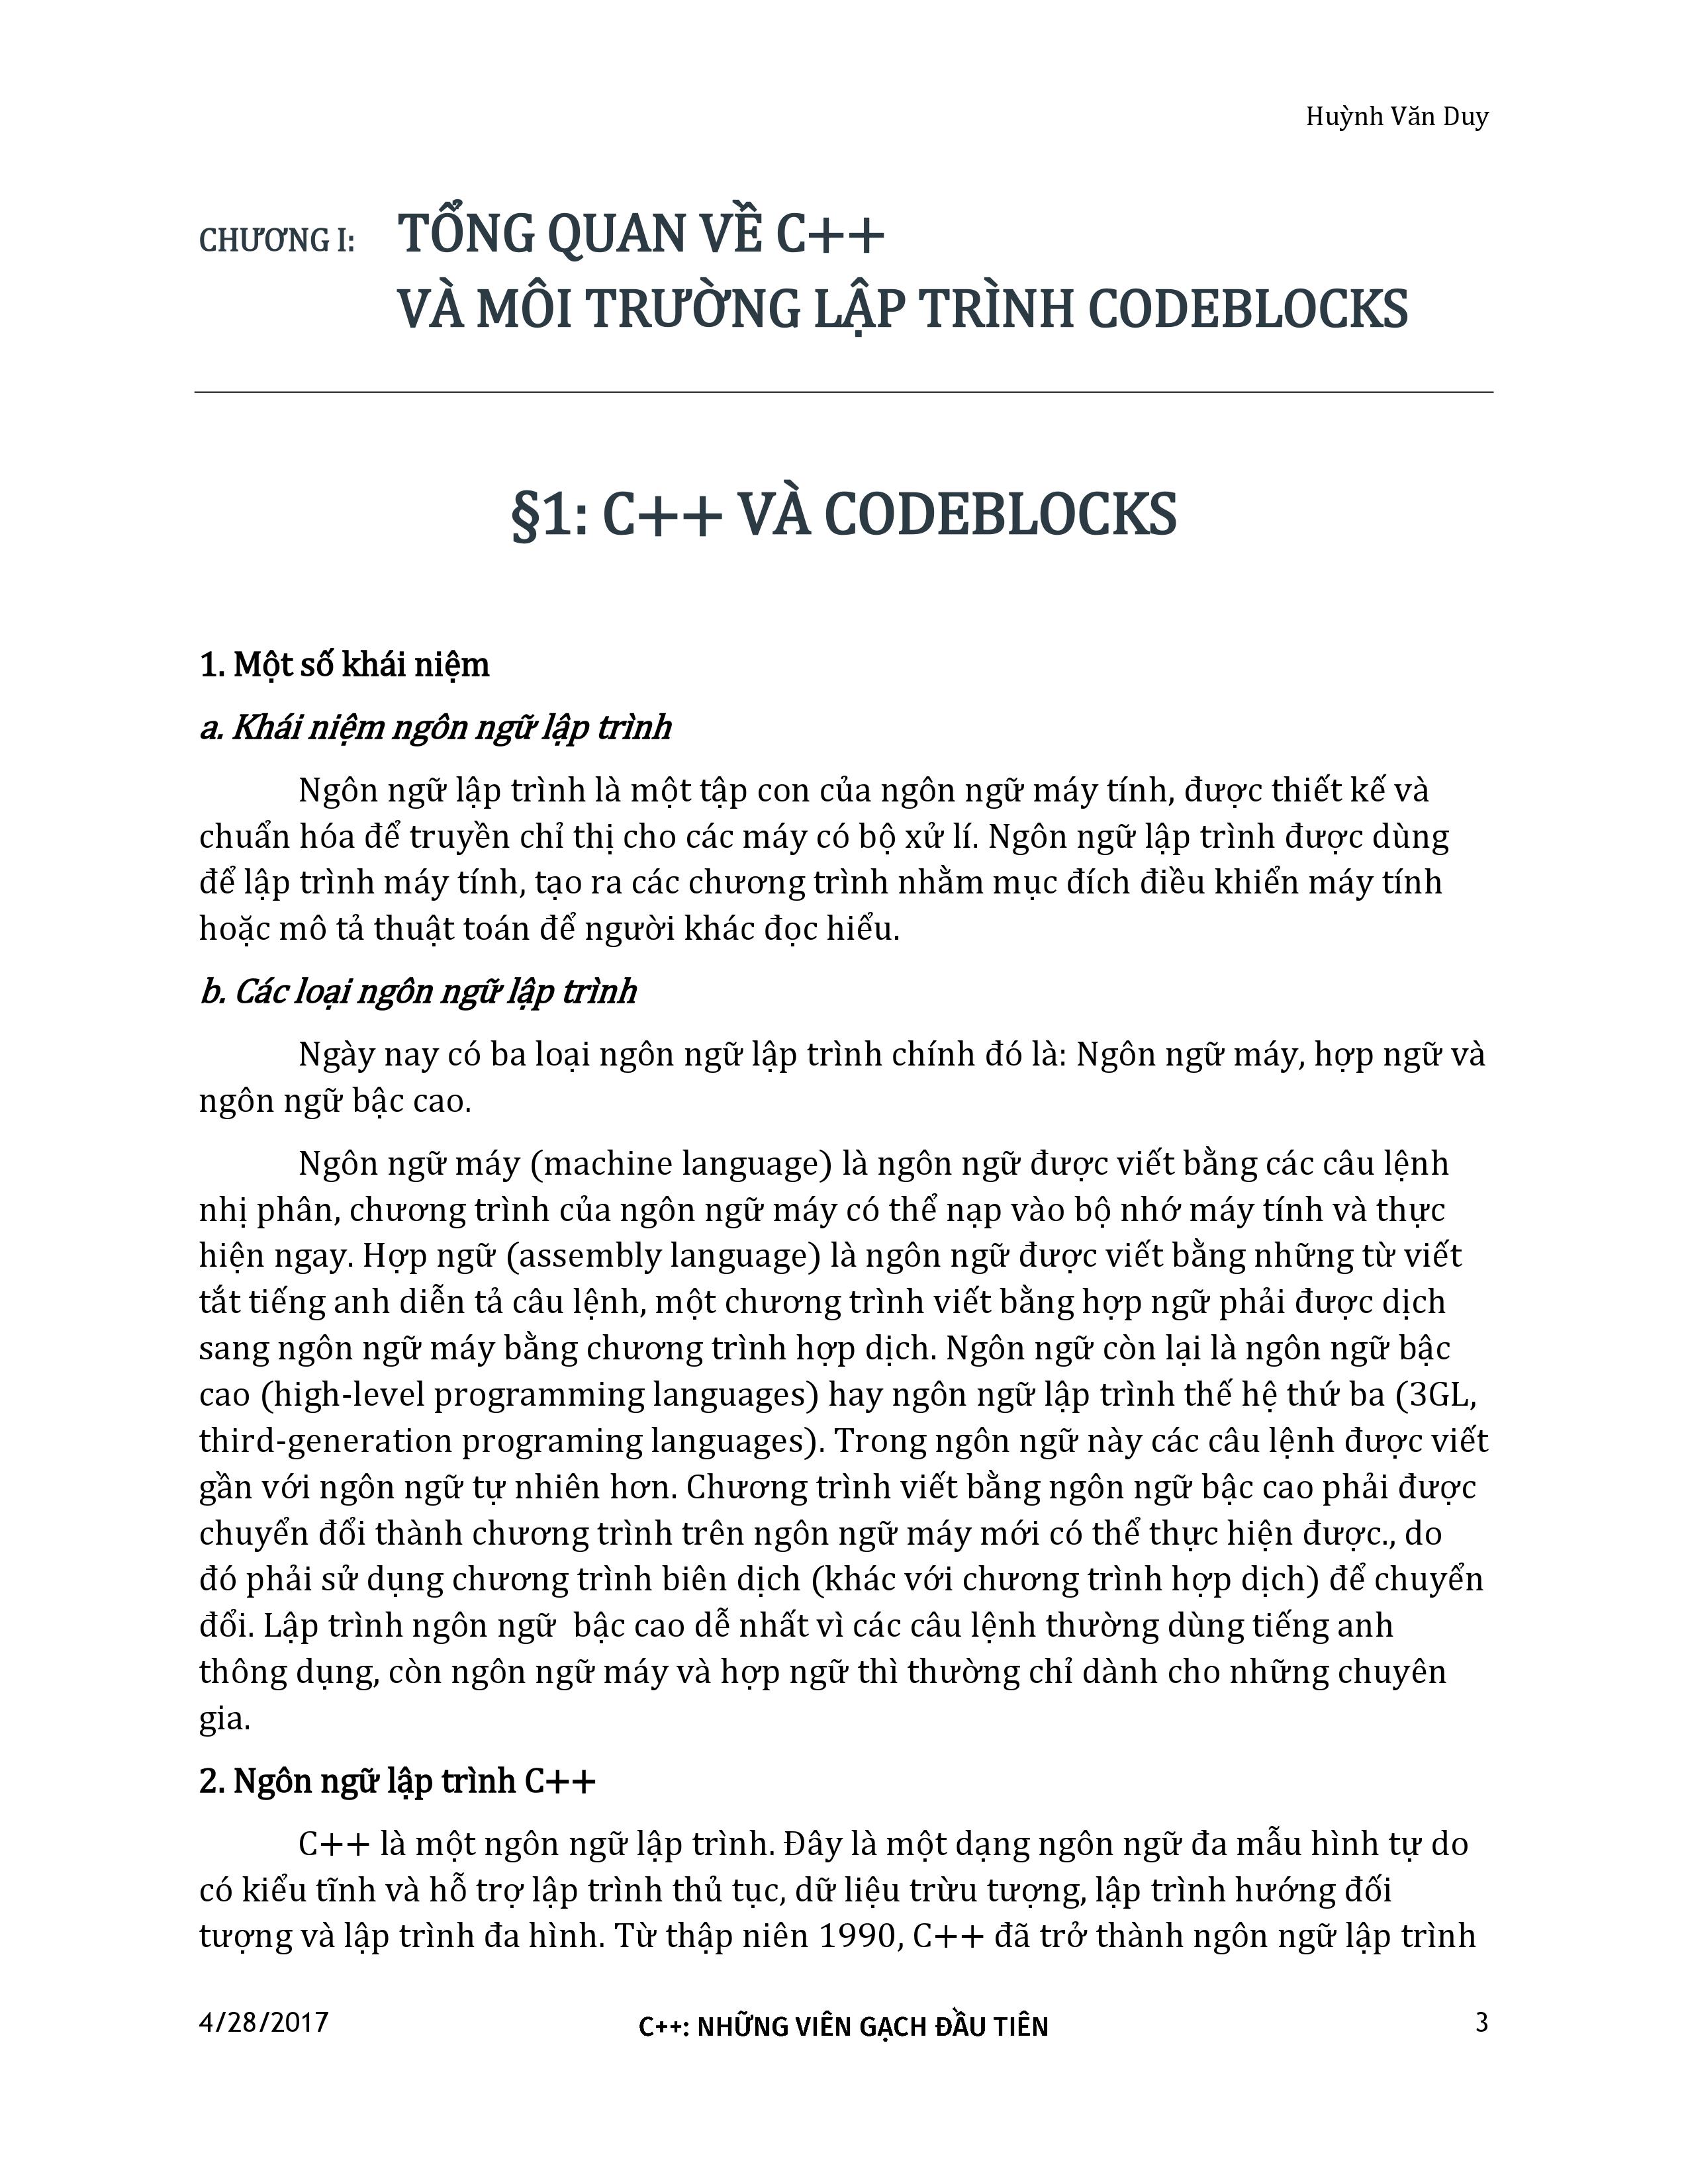 Huỳnh Văn Duy
CHƯƠNG I: TỔNG QUAN VỀ C++
VÀ MÔI TRƯỜNG LẬP TRÌNH CODEBLOCKS
§1: C++ VÀ CODEBLOCKS
1. Một số khái niệm
a. Khái niệm ngôn ngữ lập trình
Ngôn ngữ lập trình là một tập con của ngôn ngữ máy tính, được thiết kế và
chuẩn hóa để truyền chỉ thị cho các máy có bộ xử lí. Ngôn ngữ lập trình được dùng
để lập trình máy tính, tạo ra các chương trình nhằm mục đích điều khiển máy tính
hoặc mô tả thuật toán để người khác đọc hiểu.
b. Các loại ngôn ngữ lập trình
Ngày nay có ba loại ngôn ngữ lập trình chính đó là: Ngôn ngữ máy, hợp ngữ và
ngôn ngữ bậc cao.
Ngôn ngữ máy (machine language) là ngôn ngữ được viết bằng các câu lệnh
nhị phân, chương trình của ngôn ngữ máy có thể nạp vào bộ nhớ máy tính và thực
hiện ngay. Hợp ngữ (assembly language) là ngôn ngữ được viết bằng những từ viết
tắt tiếng anh diễn tả câu lệnh, một chương trình viết bằng hợp ngữ phải được dịch
sang ngôn ngữ máy bằng chương trình hợp dịch. Ngôn ngữ còn lại là ngôn ngữ bậc
cao (high-level programming languages) hay ngôn ngữ lập trình thế hệ thứ ba (3GL,
third-generation programing languages). Trong ngôn ngữ này các câu lệnh được viết
gần với ngôn ngữ tự nhiên hơn. Chương trình viết bằng ngôn ngữ bậc cao phải được
chuyển đổi thành chương trình trên ngôn ngữ máy mới có thể thực hiện được., do
đó phải sử dụng chương trình biên dịch (khác với chương trình hợp dịch) để chuyển
đổi. Lập trình ngôn ngữ  bậc cao dễ nhất vì các câu lệnh thường dùng tiếng anh
thông dụng, còn ngôn ngữ máy và hợp ngữ thì thường chỉ dành cho những chuyên
gia.
2. Ngôn ngữ lập trình C++
C++ là một ngôn ngữ lập trình. Đây là một dạng ngôn ngữ đa mẫu hình tự do
có kiểu tĩnh và hỗ trợ lập trình thủ tục, dữ liệu trừu tượng, lập trình hướng đối
tượng và lập trình đa hình. Từ thập niên 1990, C++ đã trở thành ngôn ngữ lập trình
4/28/2017 C++: NHỮNG VIÊN GẠCH ĐẦU TIÊN 3